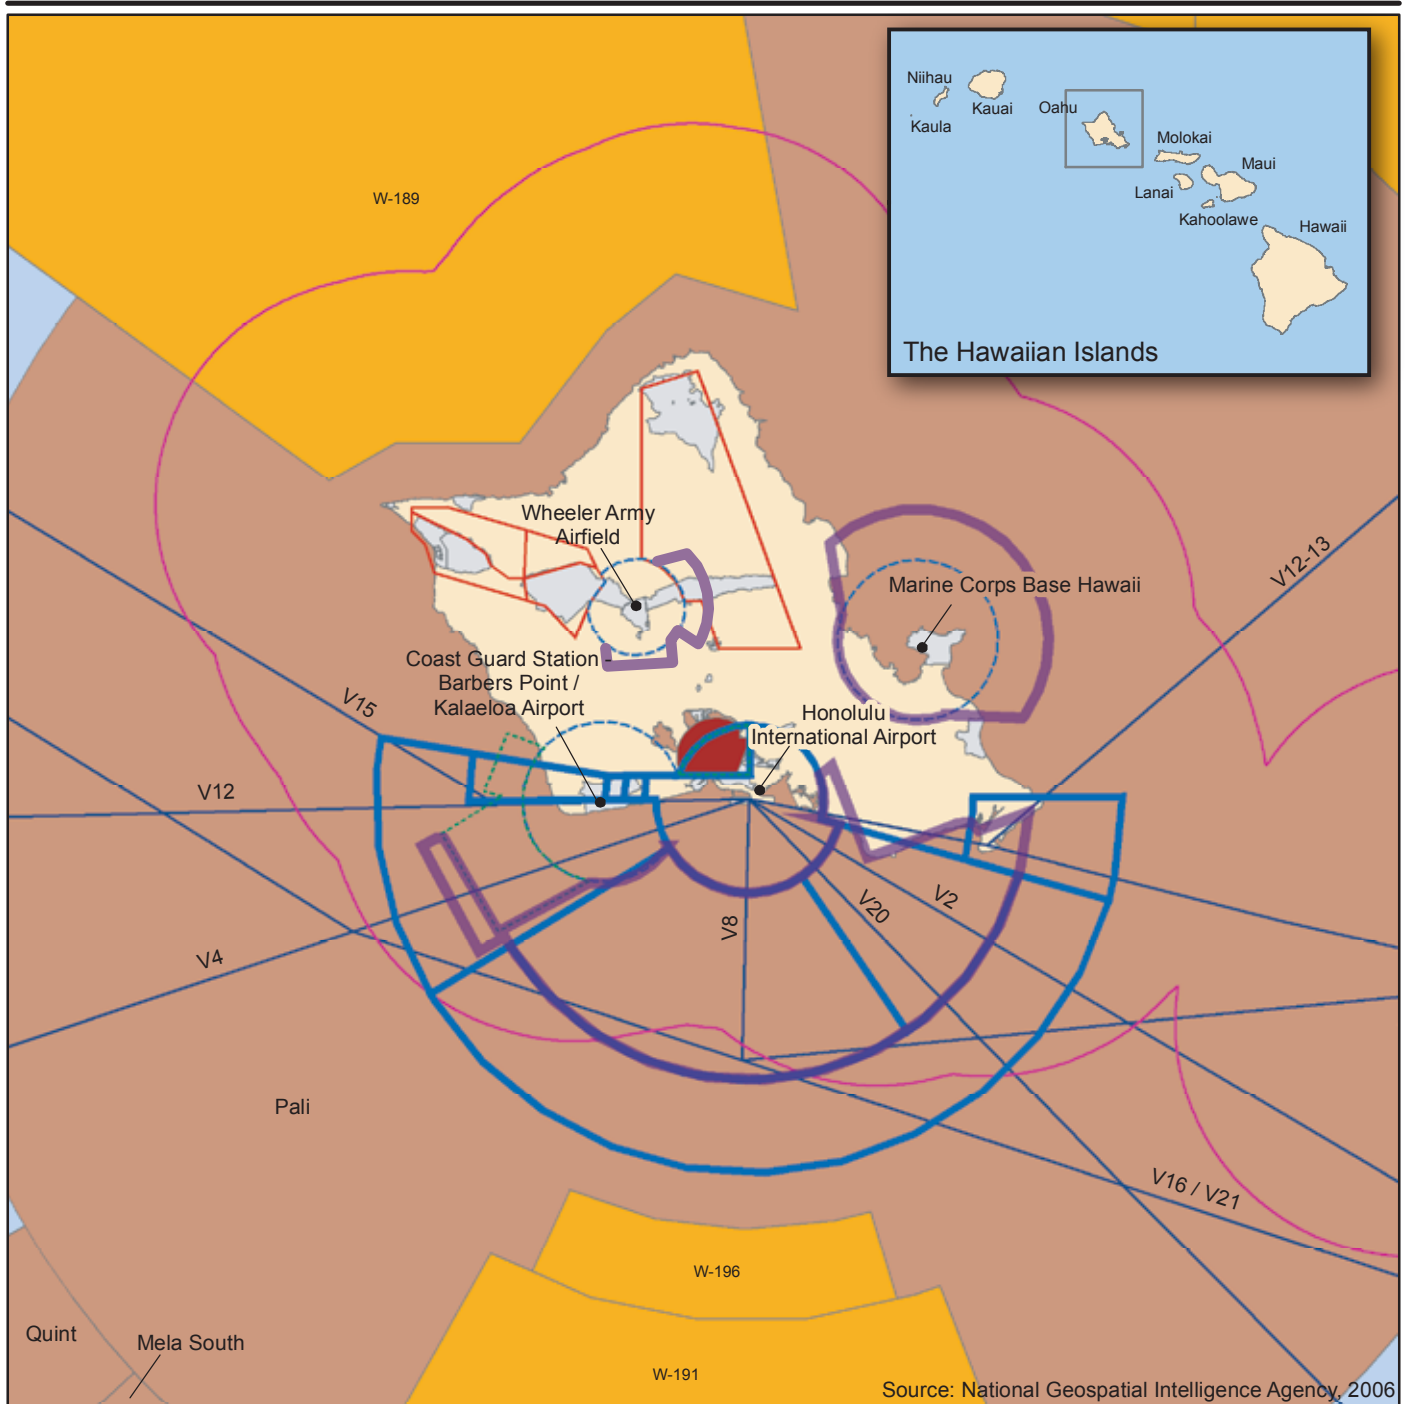 Niihau
Kauai
Kaula
Oahu
Molokai
Maui
Lanai
Kahoolawe
Hawaii
The Hawaiian Islands
W-189
Wheeler Army
Airfield
V12-13
Marine Corps Base Hawaii
Coast Guard Station
Barbers Point /
Kalaeloa Airport
V15
Honolulu
International Airport
V12
V2
V20
V8
V4
Pali
V16 / V21
W-196
Quint
Mela South
W-191
Source: National Geospatial Intelligence Agency, 2006